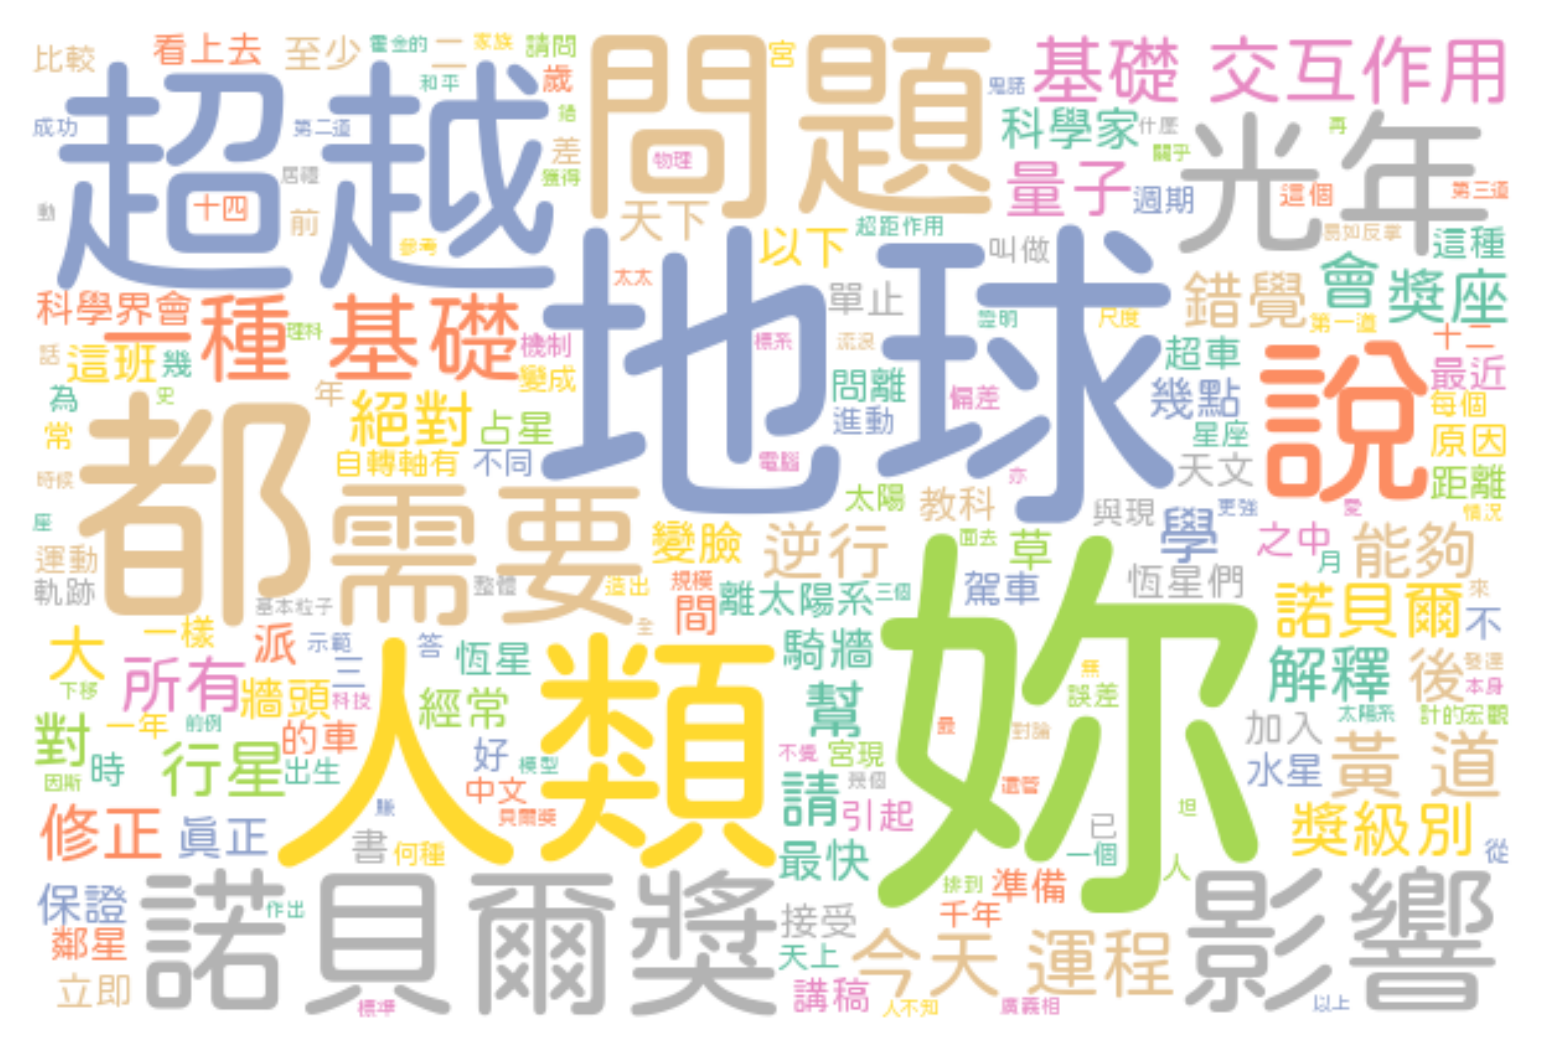 比較
看上去
至少
霍金的
二
家族
請問
問題
宮
鬼話
基礎 交互作用
和平
歲
超越
成功
第二道
錯
差
獲得
居禮
物理
科學家
什麼
關乎
再
光年
量子
週期
這個
第三道
動
十四
前
參考
天下
以下
超距作用
叫做
易如反掌
這種
太太
地球
單止
錯覺
會
獎座
科學界會
一種 基礎
理科
機制
標系
流浪
證明
尺度
第一道
十二
話
這班
幾
變成
問離
超車
說
最近
為
史
年
絕對
占星
進動
偏差
幾點
每個
常
都
自轉軸有
不同
電腦
星座
原因
時候
需要
太陽
教科
亦
天文
距離
座
變臉
逆行
與現
更強
學
愛
情況
運動
軌跡
基本粒子
整體
造出
規模
面去
草
之中
月
能夠
間
離太陽系
三個
駕車
恆星們
大
一樣
派
示範
答
全
恆星
騎牆
妳
諾貝爾
來
不
所有
三
人類
解釋
後
發達
本身
下移
牆頭
科技
經常
幫
無
誤差
太陽系
計的宏觀
對
一年
前例
的車
最
對論
加入
黃 道
因斯
時
行星
出生
好
模型
不覺
宮現
幾個
還管
水星
修正
真正
中文
貝爾獎
請
引起
坦
獎級別
書
何種
最快
已
一個
人
從
保證
諾貝爾獎
作出
排到
準備
影響
鄰星
接受
千年
立即
天上
今天 運程
標準
講稿
人不知
廣義相
以上